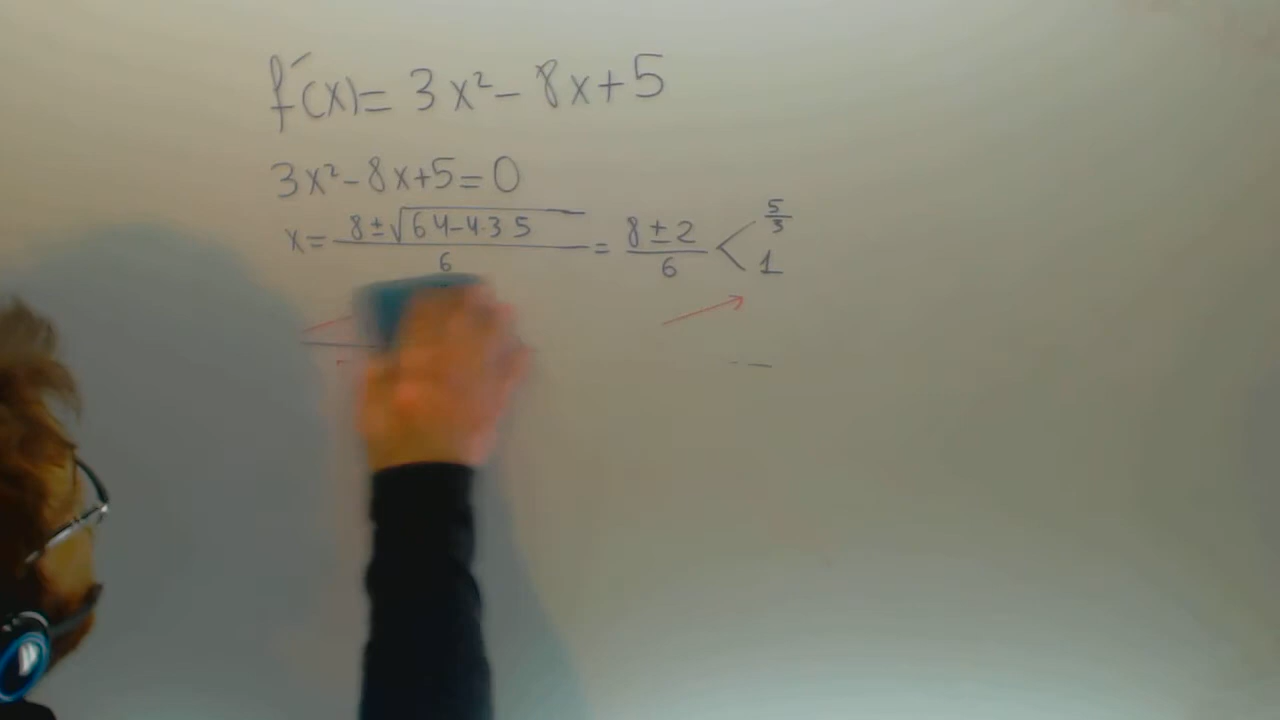 f´(x)= 3x²- 8x+5
3x²-8x+5=0
x= 8±√64-4·3 5 / 6 = 8±2 / 6 < 5/3
1